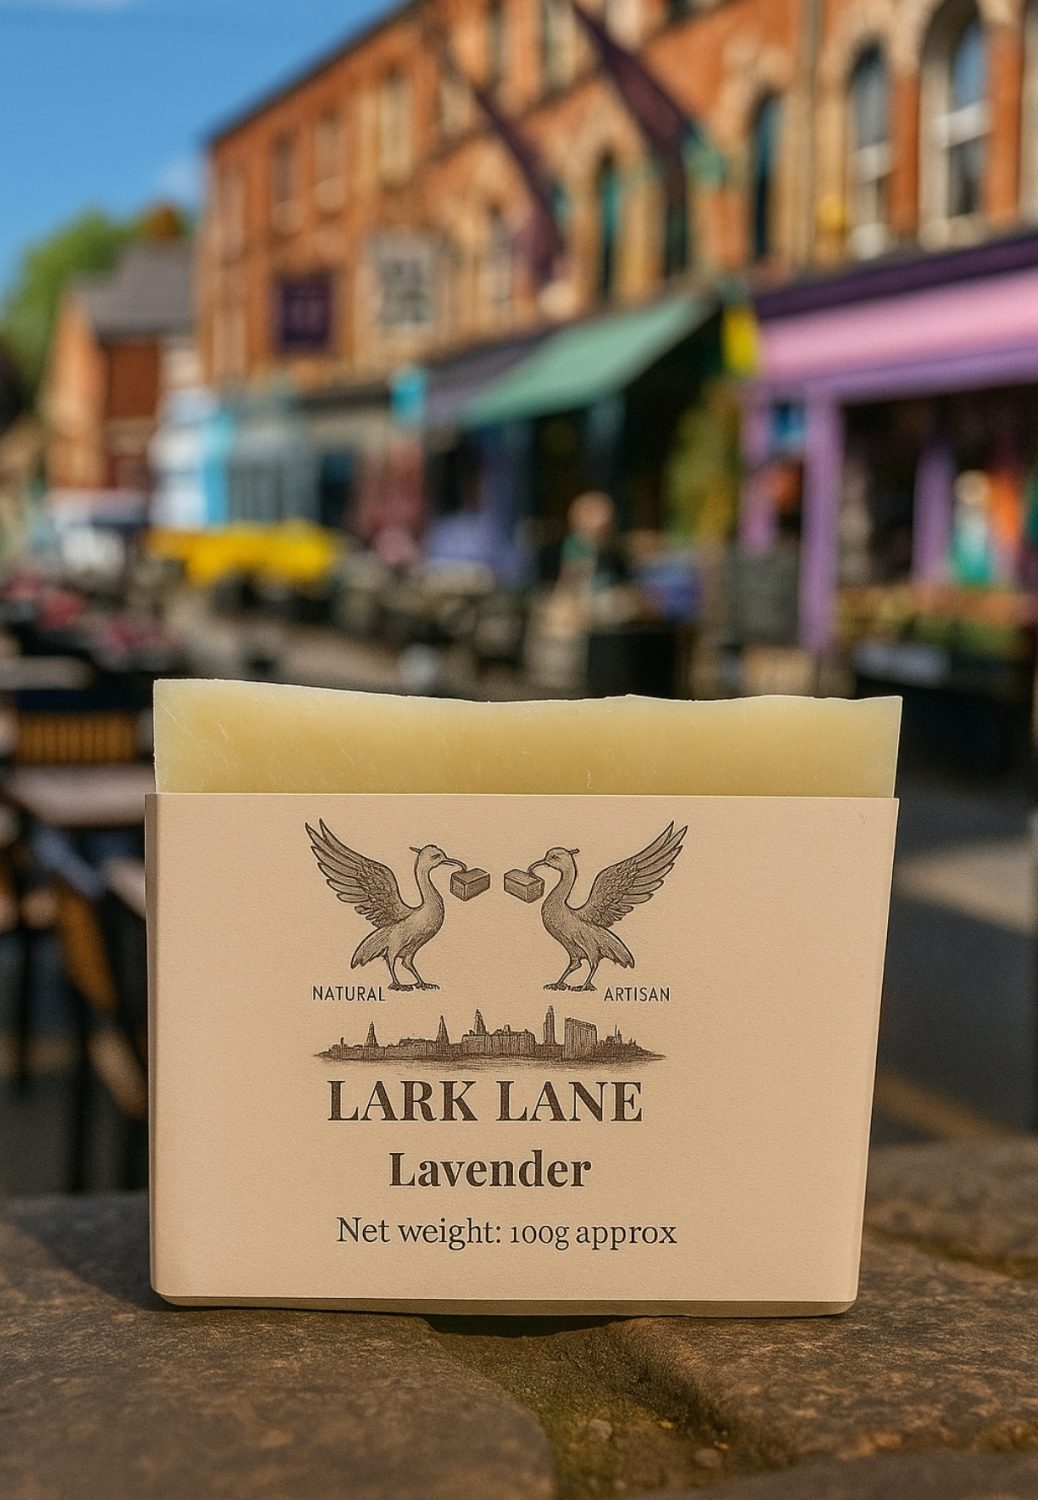 NATURAL ARTISAN
LARK LANE
Lavender
Net weight: 100g approx